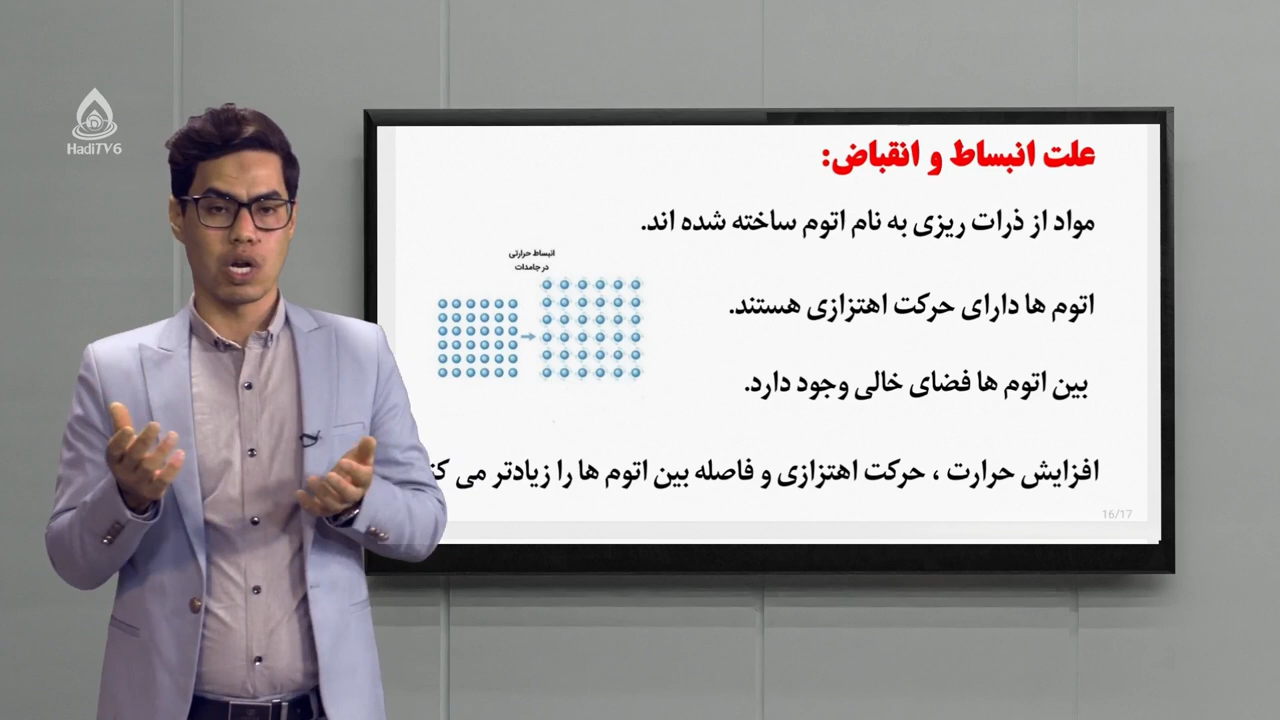 HadiTV6
علت انبساط و انقباض:
مواد از ذرات ریزی به نام اتوم ساخته شده اند.
انبساط حرارتی
در جامدات
اتوم ها دارای حرکت اهتزازی هستند.
بین اتوم ها فضای خالی وجود دارد.
افزایش حرارت ، حرکت اهتزازی و فاصله بین اتوم ها را زیادتر می
16/17